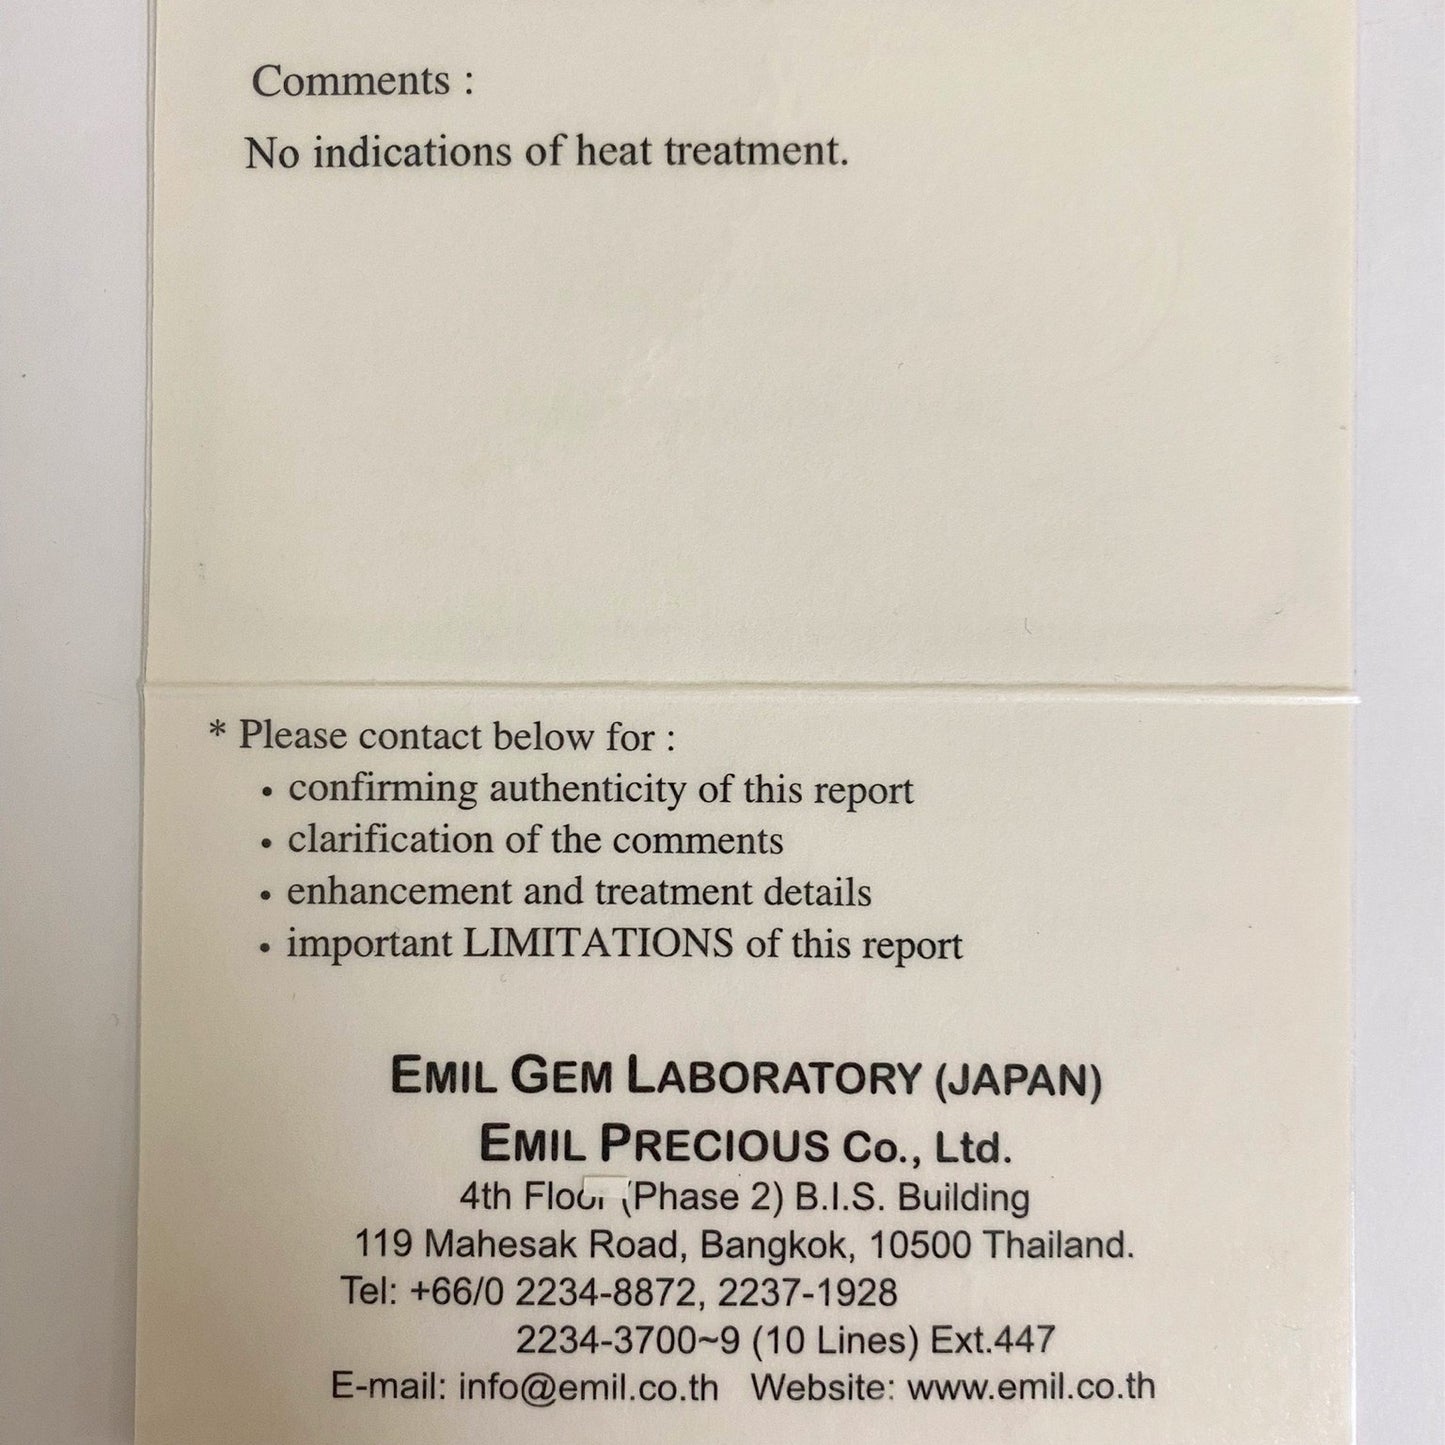 Comments :
No indications of heat treatment.
* Please contact below for :
• confirming authenticity of this report
• clarification of the comments
• enhancement and treatment details
• important LIMITATIONS of this report
EMIL GEM LABORATORY (JAPAN)
EMIL PRECIOUS Co., Ltd.
4th Floor (Phase 2) B.I.S. Building
119 Mahesak Road, Bangkok, 10500 Thailand.
Tel: +66/0 2234-8872, 2237-1928
2234-3700~9 (10 Lines) Ext.447
E-mail: info@emil.co.th Website: www.emil.co.th